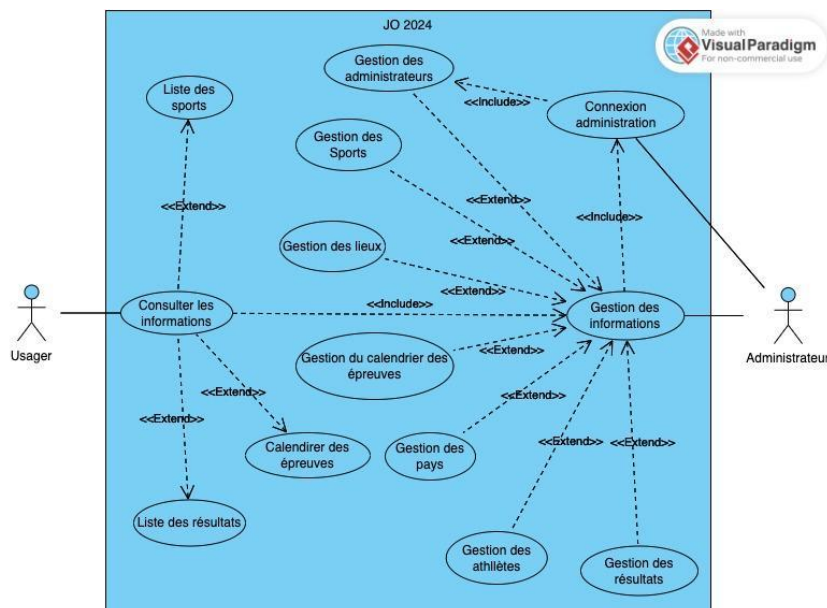 JO 2024
Made with
Visual Paradigm
For non-commercial use
Gestion des
administrateurs
Liste des
sports
<<Include>>
Connexion
administration
Gestion des
Sports
<<Extend>>
<<Extend>>
<<Include>>
<<Extend>>
Gestion des lieux
<<Extend>>
Consulter les
informations
<<Include>>
Gestion des
informations
Usager
Administrateur
Gestion du calendrier des
épreuves
<<Extend>>
<<Extend>>
<<Extend>>
<<Extend>>
Calendirer des
épreuves
Gestion des
pays
<<Extend>>
<<Extend>>
Liste des résultats
Gestion des
athllètes
Gestion des
résultats